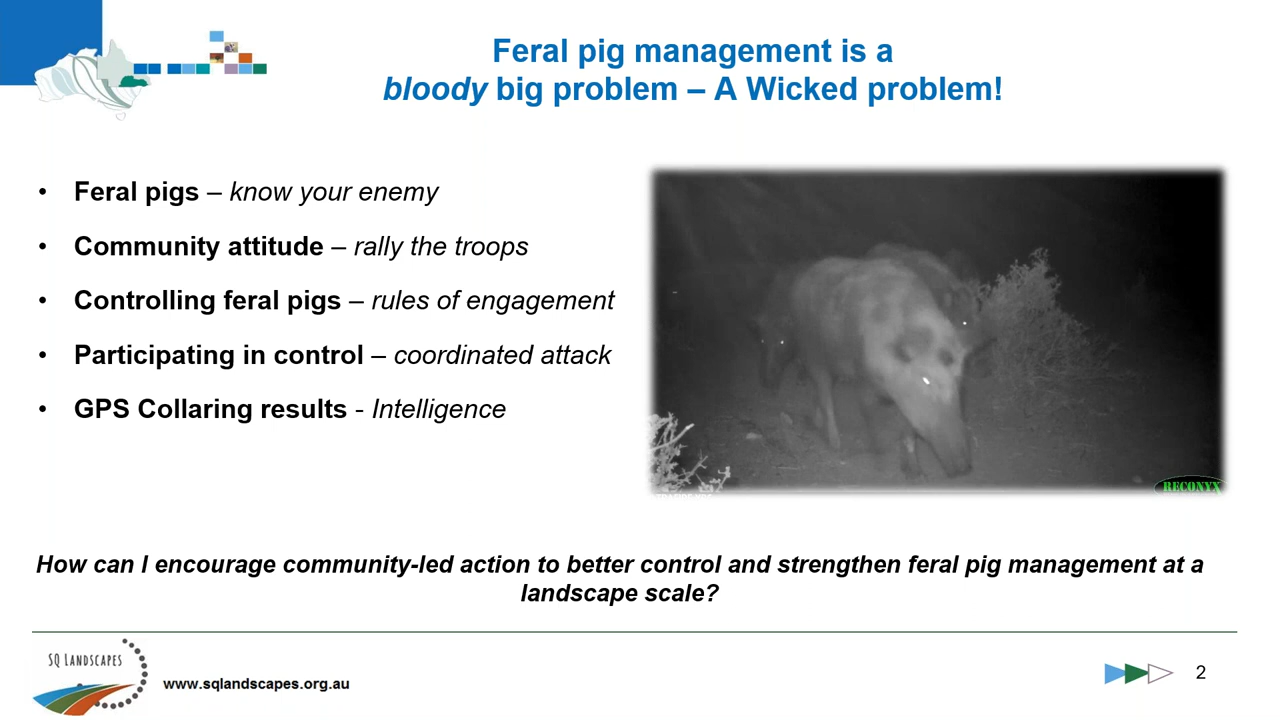 Feral pig management is a
bloody big problem – A Wicked problem!
• Feral pigs – know your enemy
• Community attitude – rally the troops
• Controlling feral pigs – rules of engagement
• Participating in control – coordinated attack
• GPS Collaring results - Intelligence
RECONYX
How can I encourage community-led action to better control and strengthen feral pig management at a
landscape scale?
SQ LANDSCAPES
www.sqlandscapes.org.au
2